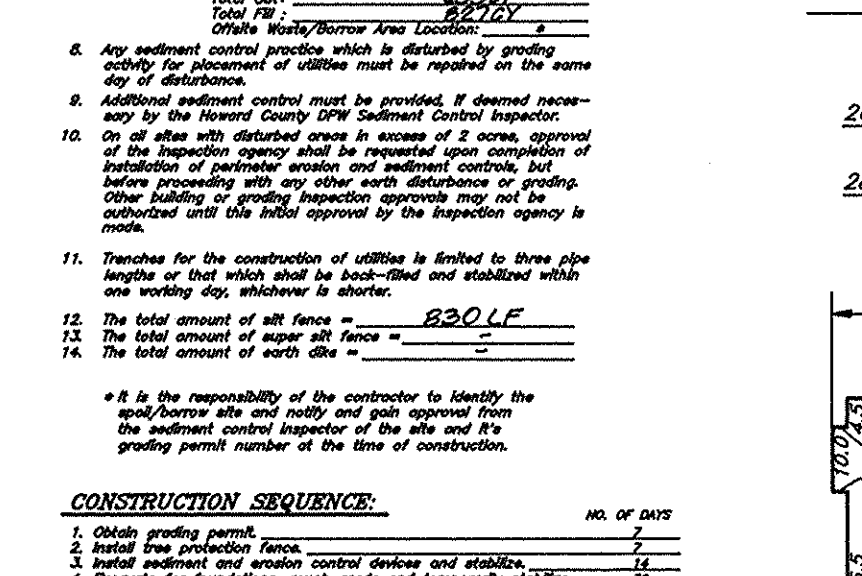 Total Fill : 827CY
Offsite Waste/Borrow Area Location: *
8. Any sediment control practice which is disturbed by grading
activity for placement of utilities must be repaired on the same
day of disturbance.
9. Additional sediment control must be provided, if deemed neces-
sary by the Howard County DPW Sediment Control Inspector.
10. On all sites with disturbed areas in excess of 2 acres, approval
of the inspection agency shall be requested upon completion of
installation of perimeter erosion and sediment controls, but
before proceeding with any other earth disturbance or grading.
Other building or grading inspection approvals may not be
authorized until this initial approval by the inspection agency is
made.
11. Trenches for the construction of utilities is limited to three pipe
lengths or that which shall be back-filled and stabilized within
one working day, whichever is shorter.
12. The total amount of silt fence = 830 LF
13. The total amount of super silt fence = -
14. The total amount of earth dike = -
* It is the responsibility of the contractor to identify the
spoil/borrow site and notify and gain approval from
the sediment control inspector of the site and it's
grading permit number at the time of construction.
CONSTRUCTION SEQUENCE:
NO. OF DAYS
1. Obtain grading permit. 7
2. Install tree protection fence. 7
3. Install sediment and erosion control devices and stabilize. 14
10.0
4.5